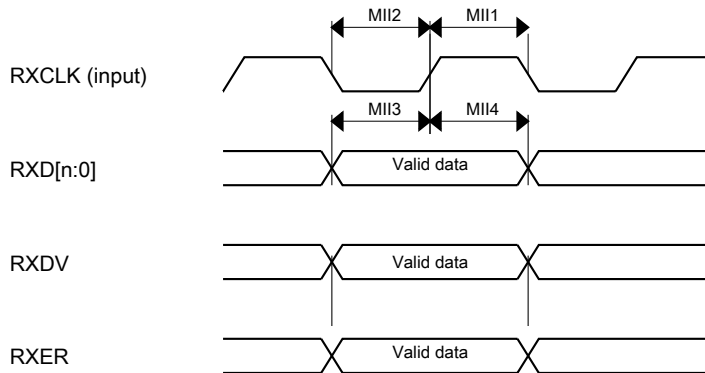 MII2 MII1
RXCLK (input)
MII3 MII4
RXD[n:0] Valid data
RXDV Valid data
RXER Valid data